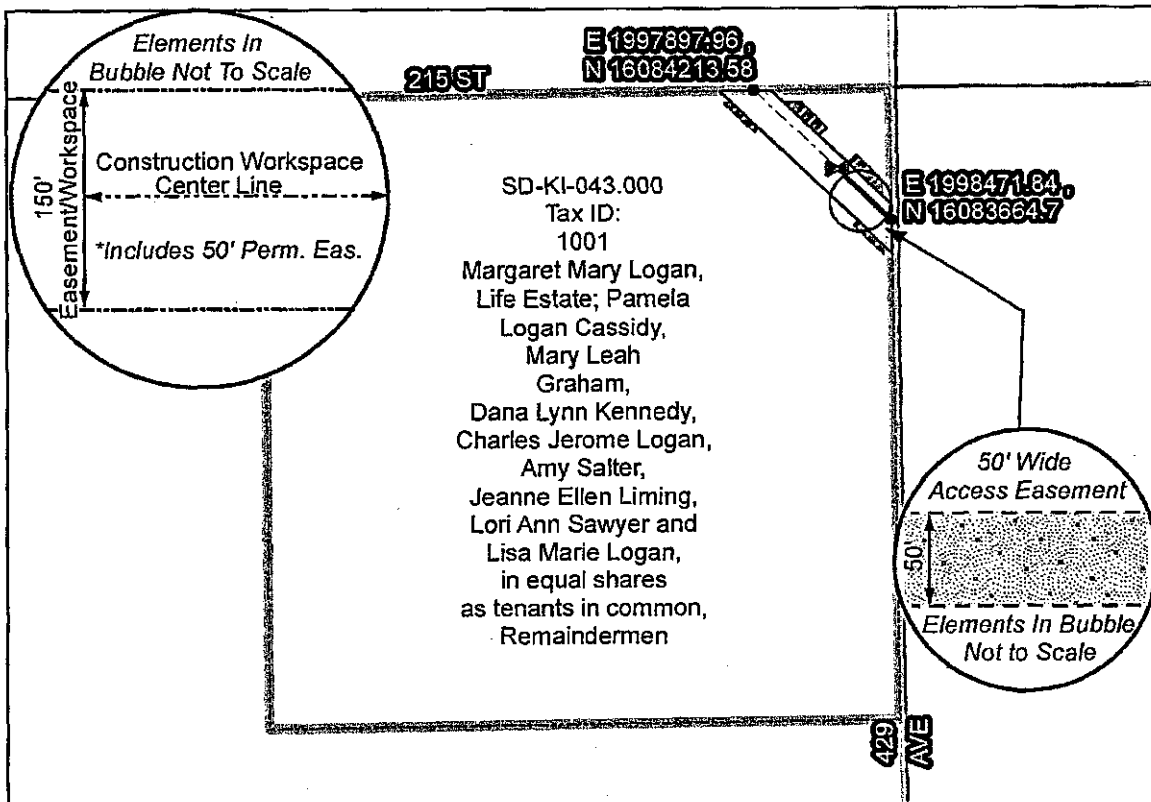 Elements In
Bubble Not To Scale
150'
Easement/Workspace
Construction Workspace
Center Line
*Includes 50' Perm. Eas.
215 ST
E 1997897.96,
N 16084213.58
E 1998471.84,
N 16083664.7
SD-KI-043.000
Tax ID:
1001
Margaret Mary Logan,
Life Estate; Pamela
Logan Cassidy,
Mary Leah
Graham,
Dana Lynn Kennedy,
Charles Jerome Logan,
Amy Salter,
Jeanne Ellen Liming,
Lori Ann Sawyer and
Lisa Marie Logan,
in equal shares
as tenants in common,
Remaindermen
50' Wide
Access Easement
50'
Elements In Bubble
Not to Scale
429
AVE